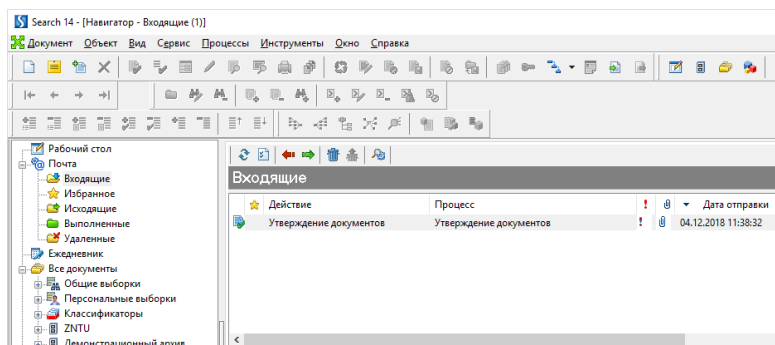 Search 14 - [Навигатор - Входящие (1)]
Документ Объект Вид Сервис Процессы Инструменты Окно Справка
Рабочий стол
Почта
Входящие
Избранное
Исходящие
Выполненные
Удаленные
Ежедневник
Все документы
Общие выборки
Персональные выборки
Классификаторы
ZNTU
Демонстрационный архив
Входящие
Действие Процесс ! Дата отправки
Утверждение документов Утверждение документов ! 04.12.2018 11:38:32